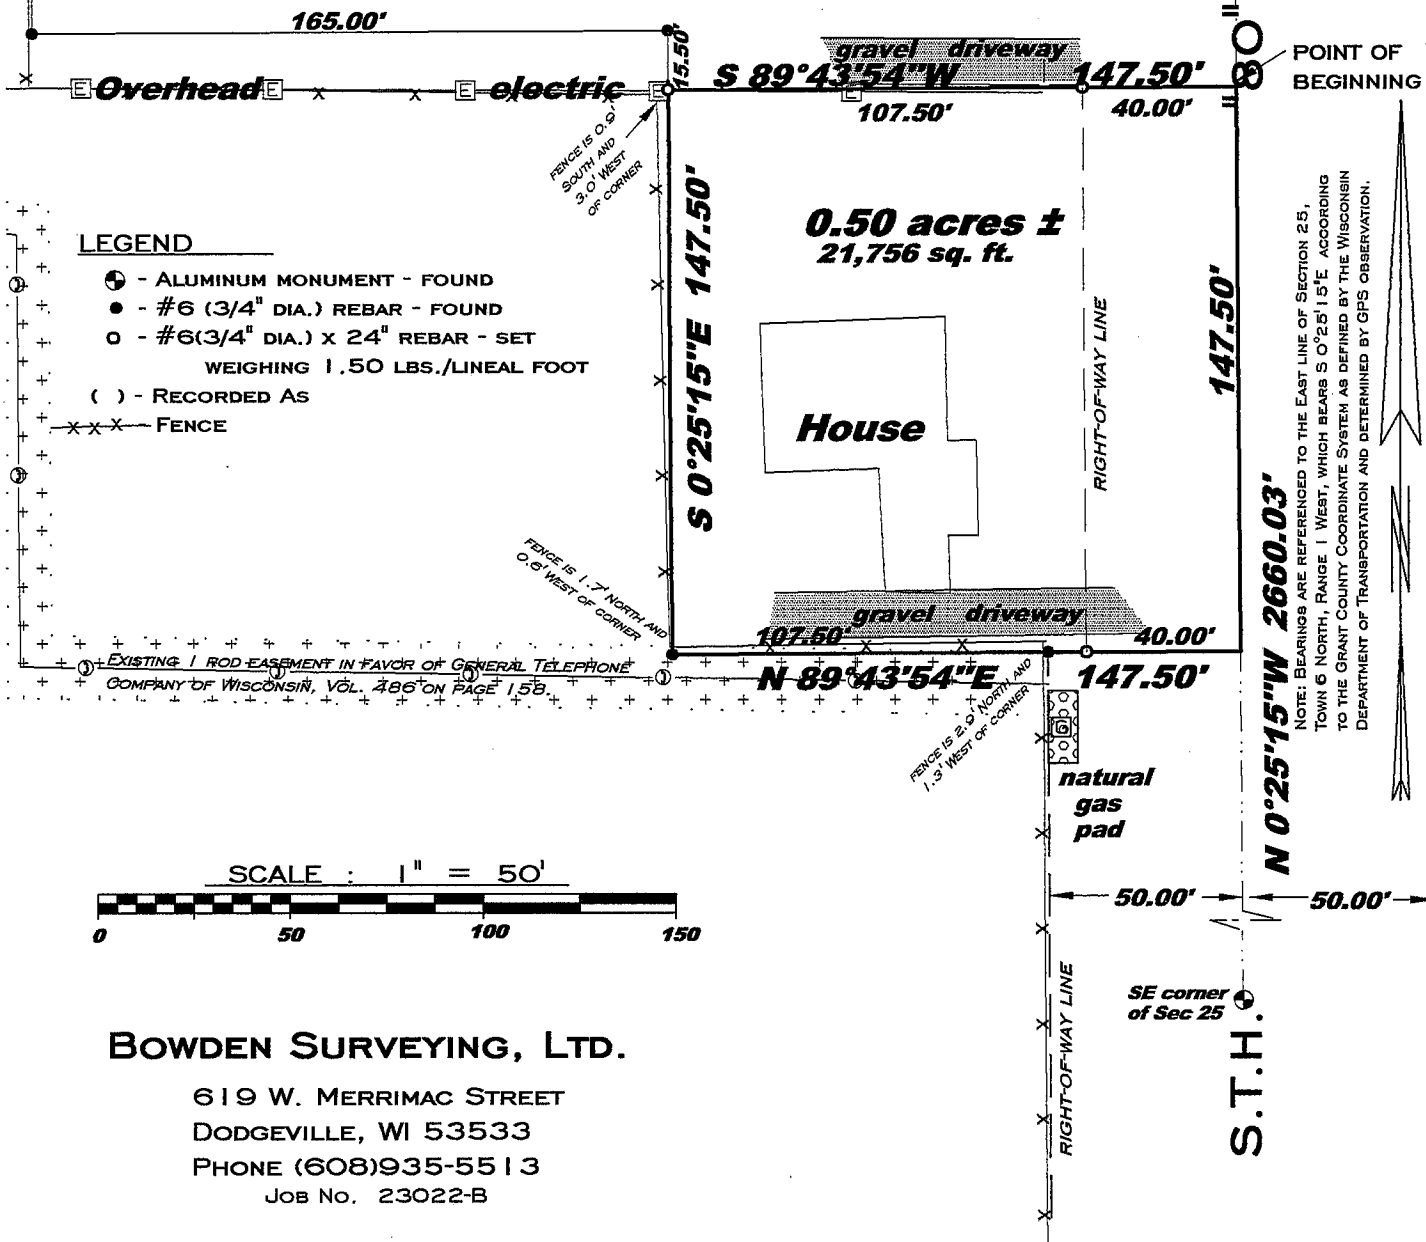 165.00'
15.50'
gravel driveway
S 89°43'54"W 147.50'
107.50'
40.00'
80
POINT OF
BEGINNING
E Overhead E E electric E
E
FENCE IS 0.9'
SOUTH AND
3.0' WEST
OF CORNER
LEGEND
- ALUMINUM MONUMENT - FOUND
- #6 (3/4" DIA.) REBAR - FOUND
- #6(3/4" DIA.) X 24" REBAR - SET
WEIGHING 1.50 LBS./LINEAL FOOT
( ) - RECORDED AS
X X X FENCE
S 0°25'15"E 147.50'
0.50 acres ±
21,756 sq. ft.
House
RIGHT-OF-WAY LINE
147.50'
N 0°25'15"W 2660.03'
NOTE: BEARINGS ARE REFERENCED TO THE EAST LINE OF SECTION 25,
TOWN 6 NORTH, RANGE 1 WEST, WHICH BEARS S 0°25'15"E ACCORDING
TO THE GRANT COUNTY COORDINATE SYSTEM AS DEFINED BY THE WISCONSIN
DEPARTMENT OF TRANSPORTATION AND DETERMINED BY GPS OBSERVATION.
N
FENCE IS 1.7' NORTH AND
0.6' WEST OF CORNER
gravel driveway
107.50'
40.00'
N 89°43'54"E 147.50'
EXISTING 1 ROD EASEMENT IN FAVOR OF GENERAL TELEPHONE
COMPANY OF WISCONSIN, VOL. 486 ON PAGE 158.
FENCE IS 2.9' NORTH AND
1.3' WEST OF CORNER
G
natural
gas
pad
SCALE : 1" = 50'
0 50 100 150
50.00'
50.00'
RIGHT-OF-WAY LINE
SE corner
of Sec 25
S.T.H.
BOWDEN SURVEYING, LTD.
619 W. MERRIMAC STREET
DODGEVILLE, WI 53533
PHONE (608)935-5513
JOB NO. 23022-B